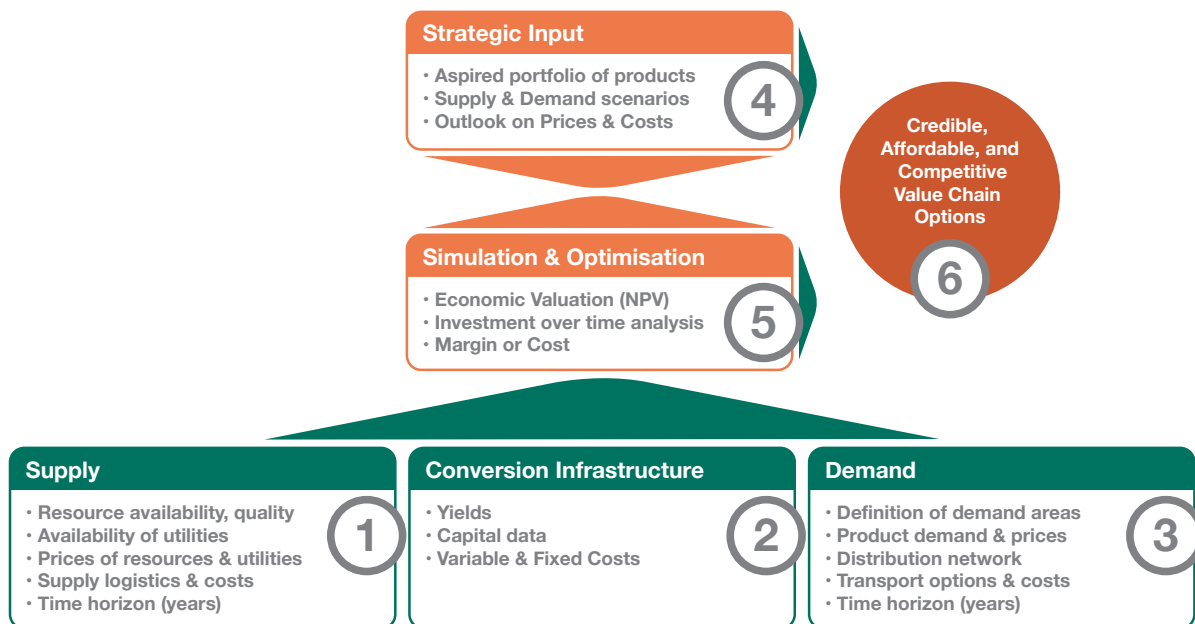 Strategic Input
· Aspired portfolio of products
· Supply & Demand scenarios
· Outlook on Prices & Costs
4
Credible,
Affordable, and
Competitive
Value Chain
Options
6
Simulation & Optimisation
· Economic Valuation (NPV)
· Investment over time analysis
· Margin or Cost
5
Supply
· Resource availability, quality
· Availability of utilities
· Prices of resources & utilities
· Supply logistics & costs
· Time horizon (years)
1
Conversion Infrastructure
· Yields
· Capital data
· Variable & Fixed Costs
2
Demand
· Definition of demand areas
· Product demand & prices
· Distribution network
· Transport options & costs
· Time horizon (years)
3